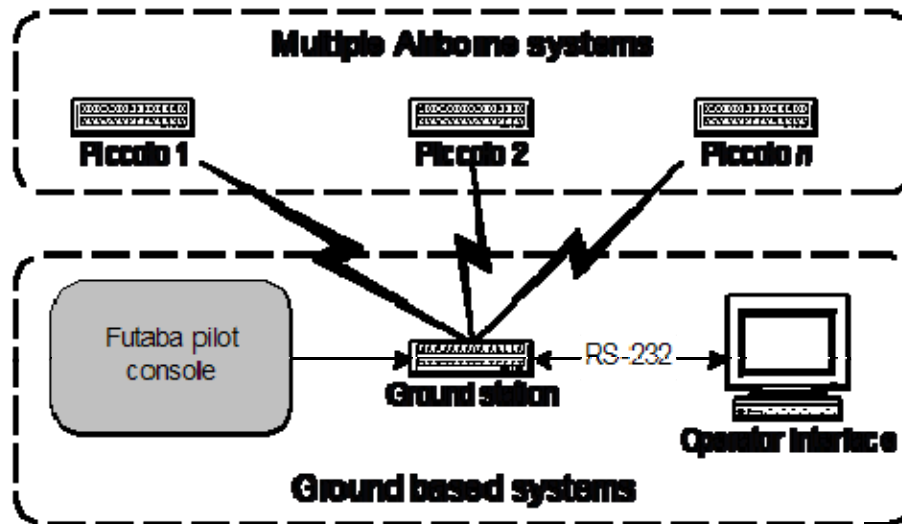 Multiple Airborne systems
Piccolo 1
Piccolo 2
Piccolo n
Futaba pilot
console
RS-232
Ground station
Operator Interface
Ground based systems